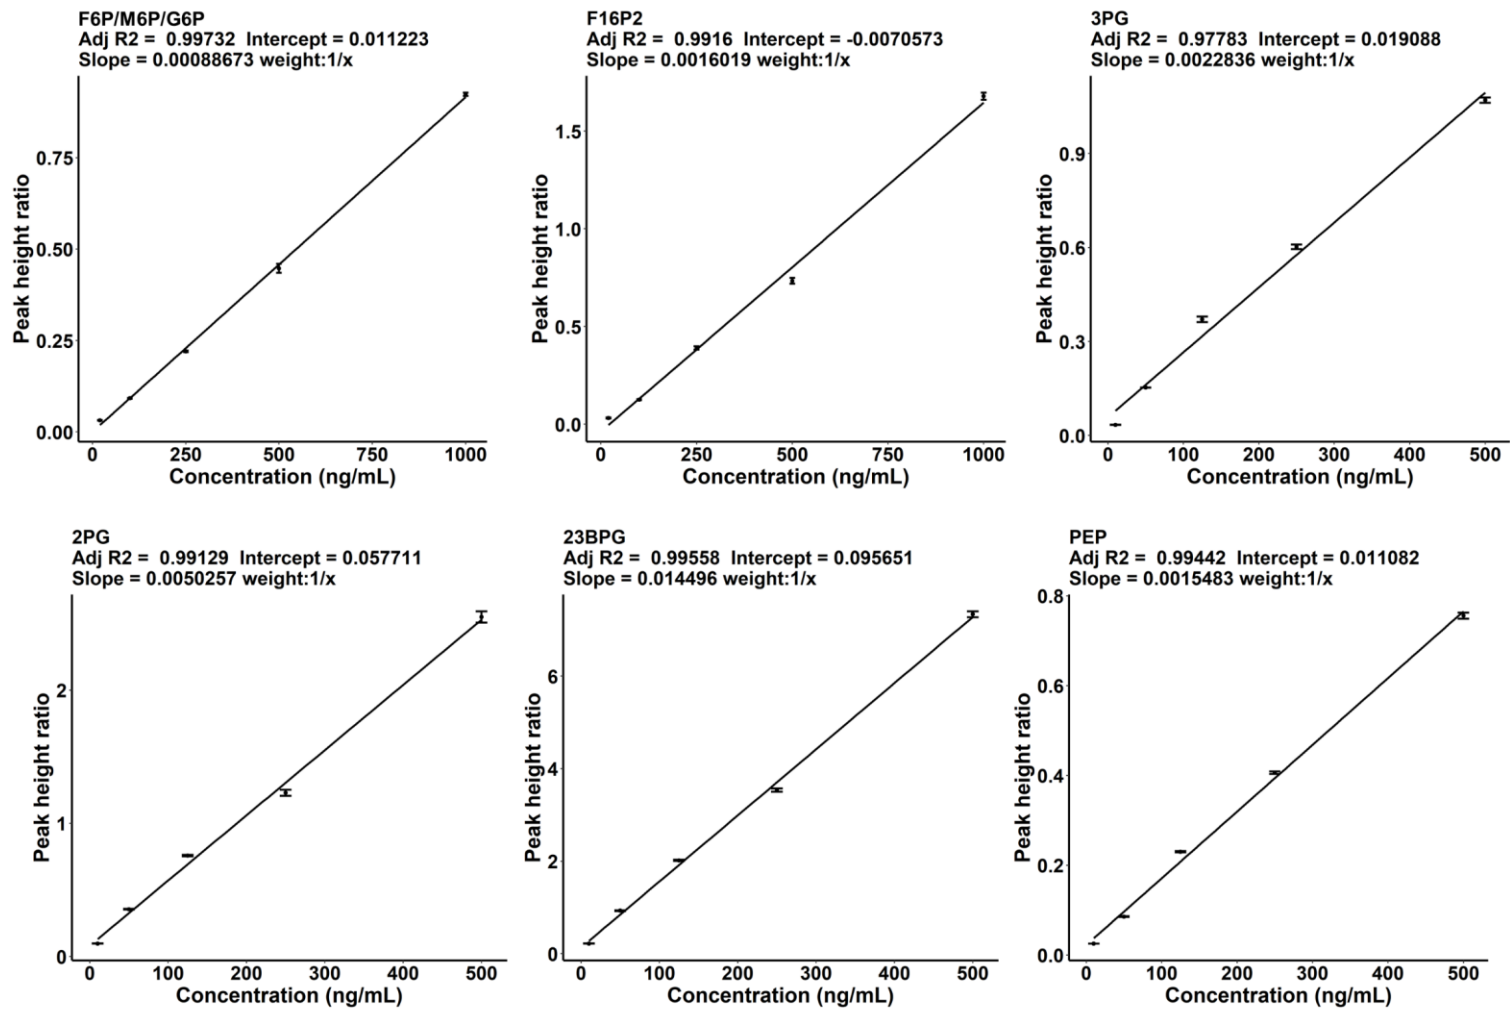 F6P/M6P/G6P
Adj R2 = 0.99732 Intercept = 0.011223
Slope = 0.00088673 weight:1/x
Peak height ratio
0.75
0.50
0.25
0.00
0 250 500 750 1000
Concentration (ng/mL)
F16P2
Adj R2 = 0.9916 Intercept = -0.0070573
Slope = 0.0016019 weight:1/x
Peak height ratio
1.5
1.0
0.5
0.0
0 250 500 750 1000
Concentration (ng/mL)
3PG
Adj R2 = 0.97783 Intercept = 0.019088
Slope = 0.0022836 weight:1/x
Peak height ratio
0.9
0.6
0.3
0.0
0 100 200 300 400 500
Concentration (ng/mL)
2PG
Adj R2 = 0.99129 Intercept = 0.057711
Slope = 0.0050257 weight:1/x
Peak height ratio
2
1
0
0 100 200 300 400 500
Concentration (ng/mL)
23BPG
Adj R2 = 0.99558 Intercept = 0.095651
Slope = 0.014496 weight:1/x
Peak height ratio
6
4
2
0
0 100 200 300 400 500
Concentration (ng/mL)
PEP
Adj R2 = 0.99442 Intercept = 0.011082
Slope = 0.0015483 weight:1/x
Peak height ratio
0.8
0.6
0.4
0.2
0.0
0 100 200 300 400 500
Concentration (ng/mL)